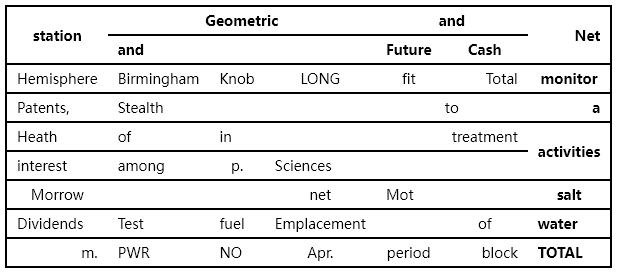 station Geometric and Net
and Future Cash
Hemisphere Birmingham Knob LONG fit Total monitor
Patents, Stealth to a
Heath of in treatment activities
interest among p. Sciences
Morrow net Mot salt
Dividends Test fuel Emplacement of water
m. PWR NO Apr. period block TOTAL